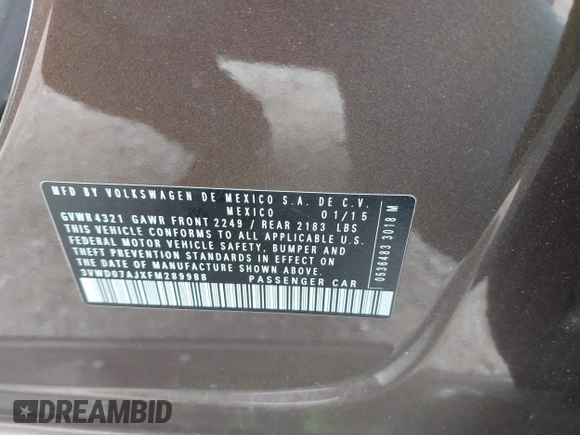 MFD. BY VOLKSWAGEN DE MEXICO S.A. DE C.V.
MEXICO 01/15
GVWR4321 GAWR FRONT 2249 / REAR 2183 LBS
THIS VEHICLE CONFORMS TO ALL APPLICABLE U.S.
FEDERAL MOTOR VEHICLE SAFETY, BUMPER AND
THEFT PREVENTION STANDARDS IN EFFECT ON
THE DATE OF MANUFACTURE SHOWN ABOVE.
3VWD07AJXFM289988 PASSENGER CAR
0536483 3018 M
DREAMBID